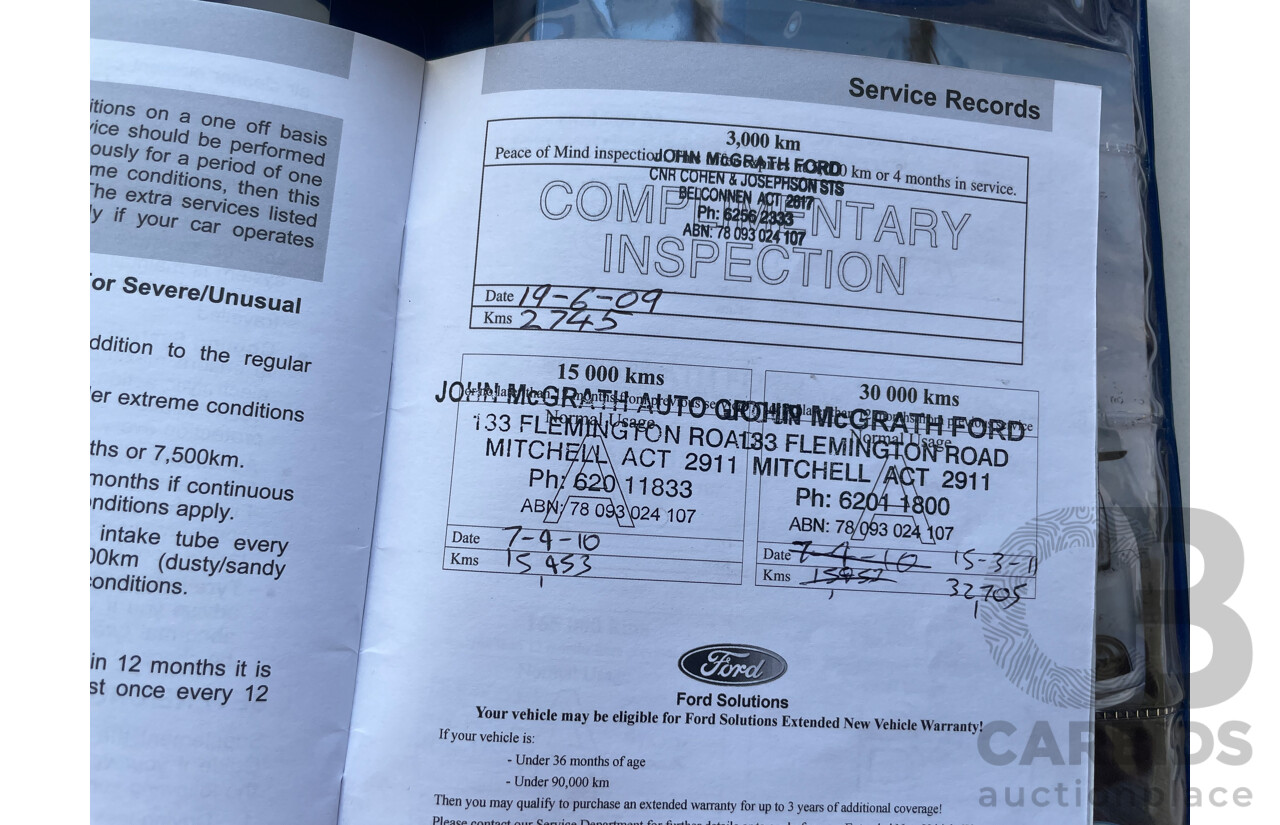 itions on a one off basis
vice should be performed
ously for a period of one
me conditions, then this
The extra services listed
y if your car operates
or Severe/Unusual
ddition to the regular
er extreme conditions
ths or 7,500km.
months if continuous
onditions apply.
intake tube every
00km (dusty/sandy
conditions.
in 12 months it is
st once every 12
Service Records
3,000 km
Peace of Mind inspection 0 km or 4 months in service.
JOHN McGRATH FORD
CNR COHEN & JOSEPHSON STS
BELCONNEN ACT 2617
Ph: 6256 2333
ABN: 78 093 024 107
COMPLIMENTARY
INSPECTION
Date 19-6-09
Kms 2745
15 000 kms
JOHN McGRATH AUTO
Normal Usage
133 FLEMINGTON ROAD
MITCHELL ACT 2911
Ph: 620 11833
ABN: 78 093 024 107
A
Date 7-4-10
Kms 15453
30 000 kms
JOHN McGRATH FORD
Normal Usage
133 FLEMINGTON ROAD
MITCHELL ACT 2911
Ph: 6201 1800
ABN: 78 093 024 107
A
Date 7-4-10 15-3-11
Kms 32705
Ford
Ford Solutions
Your vehicle may be eligible for Ford Solutions Extended New Vehicle Warranty!
If your vehicle is:
- Under 36 months of age
- Under 90,000 km
Then you may qualify to purchase an extended warranty for up to 3 years of additional coverage!
CB
auctionplace